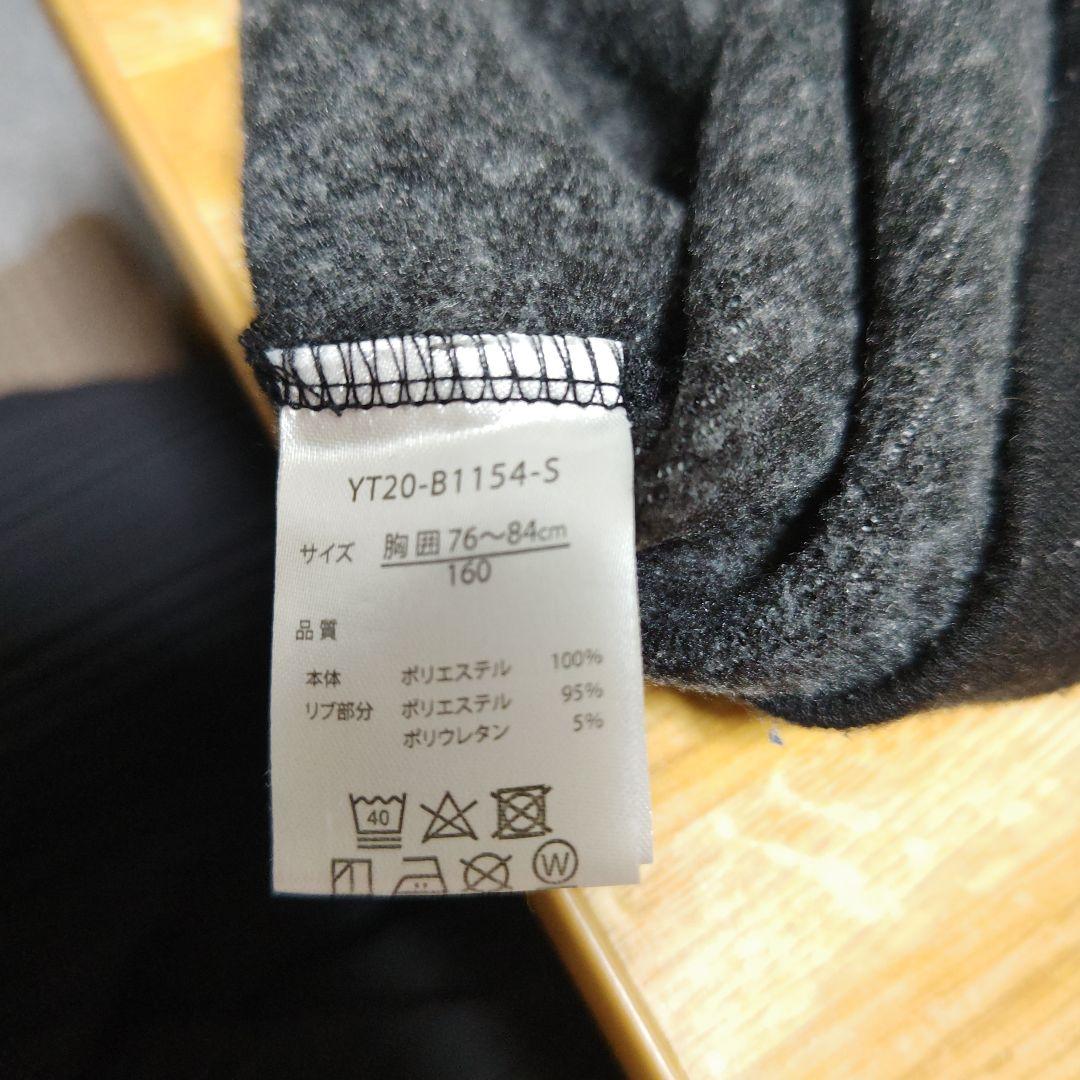 YT20-B1154-S
サイズ 胸囲 76〜84cm
160
品質
本体 ポリエステル 100%
リブ部分 ポリエステル 95%
ポリウレタン 5%
40
W